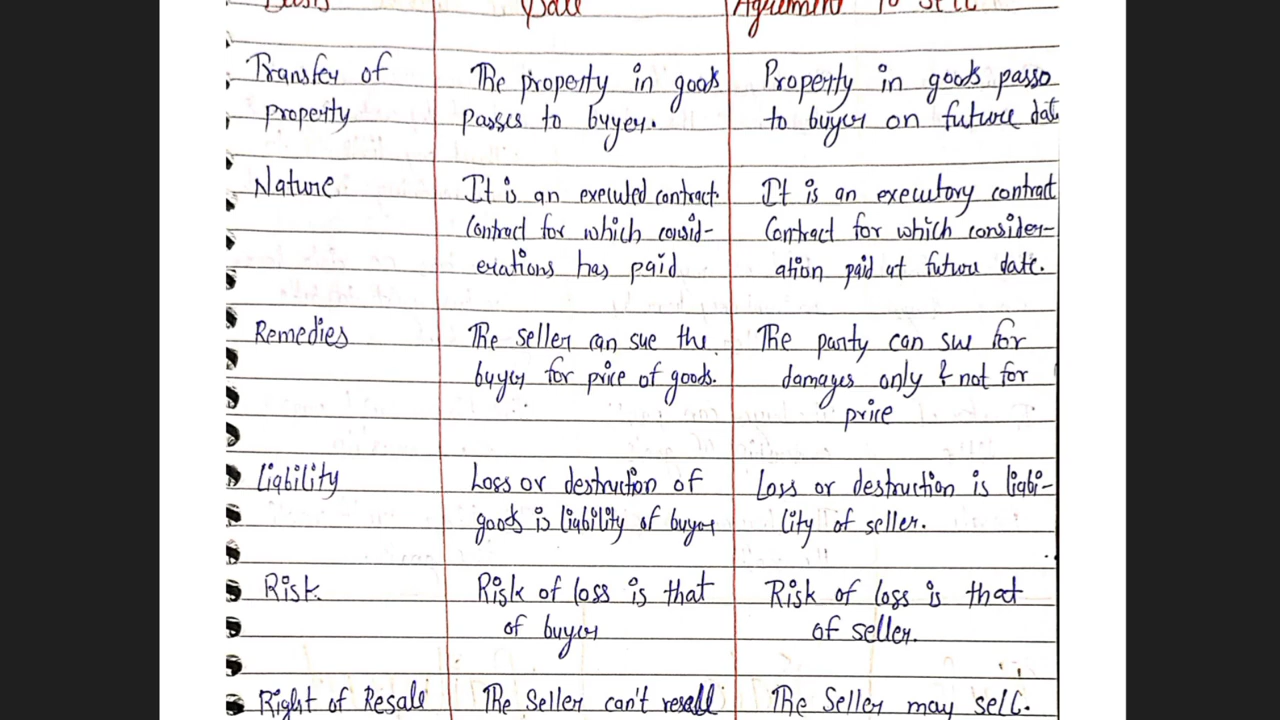 Basis Sale Agreement To Sell
Transfer of The property in goods Property in goods passo
property passes to buyer. to buyer on future dat
Nature It is an executed contract. It is an executory contract
Contract for which consid- Contract for which consider-
erations has paid ation paid at future date.
Remedies The seller can sue the The party can sue for
buyer for price of goods. damages only & not for
price
Liability Loss or destruction of Loss or destruction is liabi-
goods is liability of buyer lity of seller.
Risk. Risk of loss is that Risk of loss is that
of buyer of seller.
Right of Resale The Seller can't resell The Seller may sell.